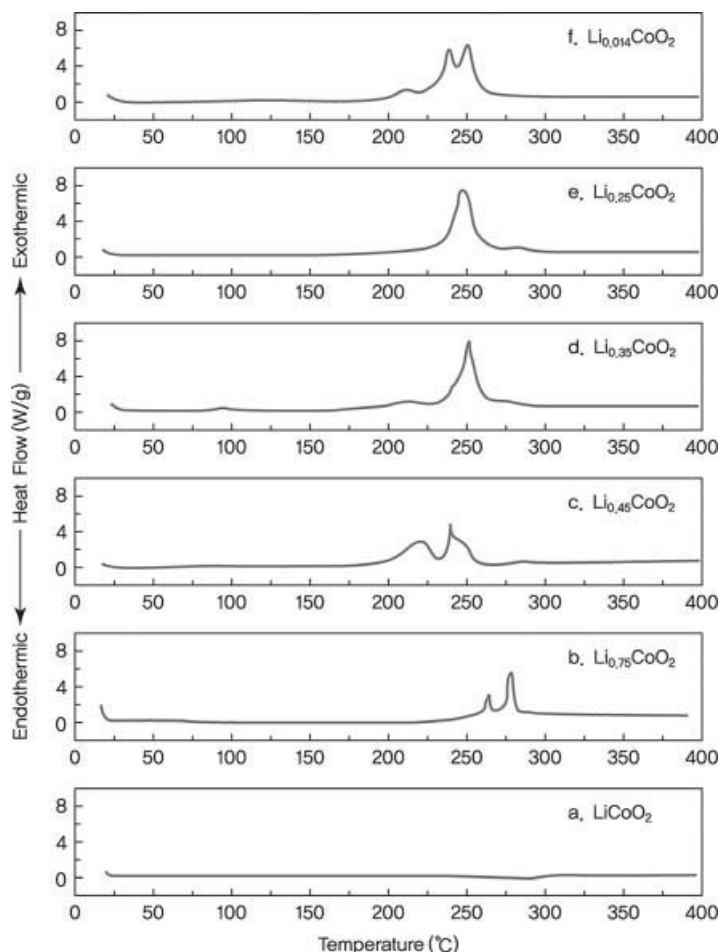 8
4
0
f. Li0.014CoO2
0 50 100 150 200 250 300 350 400
8
4
0
e. Li0.25CoO2
0 50 100 150 200 250 300 350 400
8
4
0
d. Li0.35CoO2
0 50 100 150 200 250 300 350 400
8
4
0
c. Li0.45CoO2
0 50 100 150 200 250 300 350 400
8
4
0
b. Li0.75CoO2
0 50 100 150 200 250 300 350 400
8
4
0
a. LiCoO2
0 50 100 150 200 250 300 350 400
Temperature (℃)
Endothermic ← Heat Flow (W/g) → Exothermic